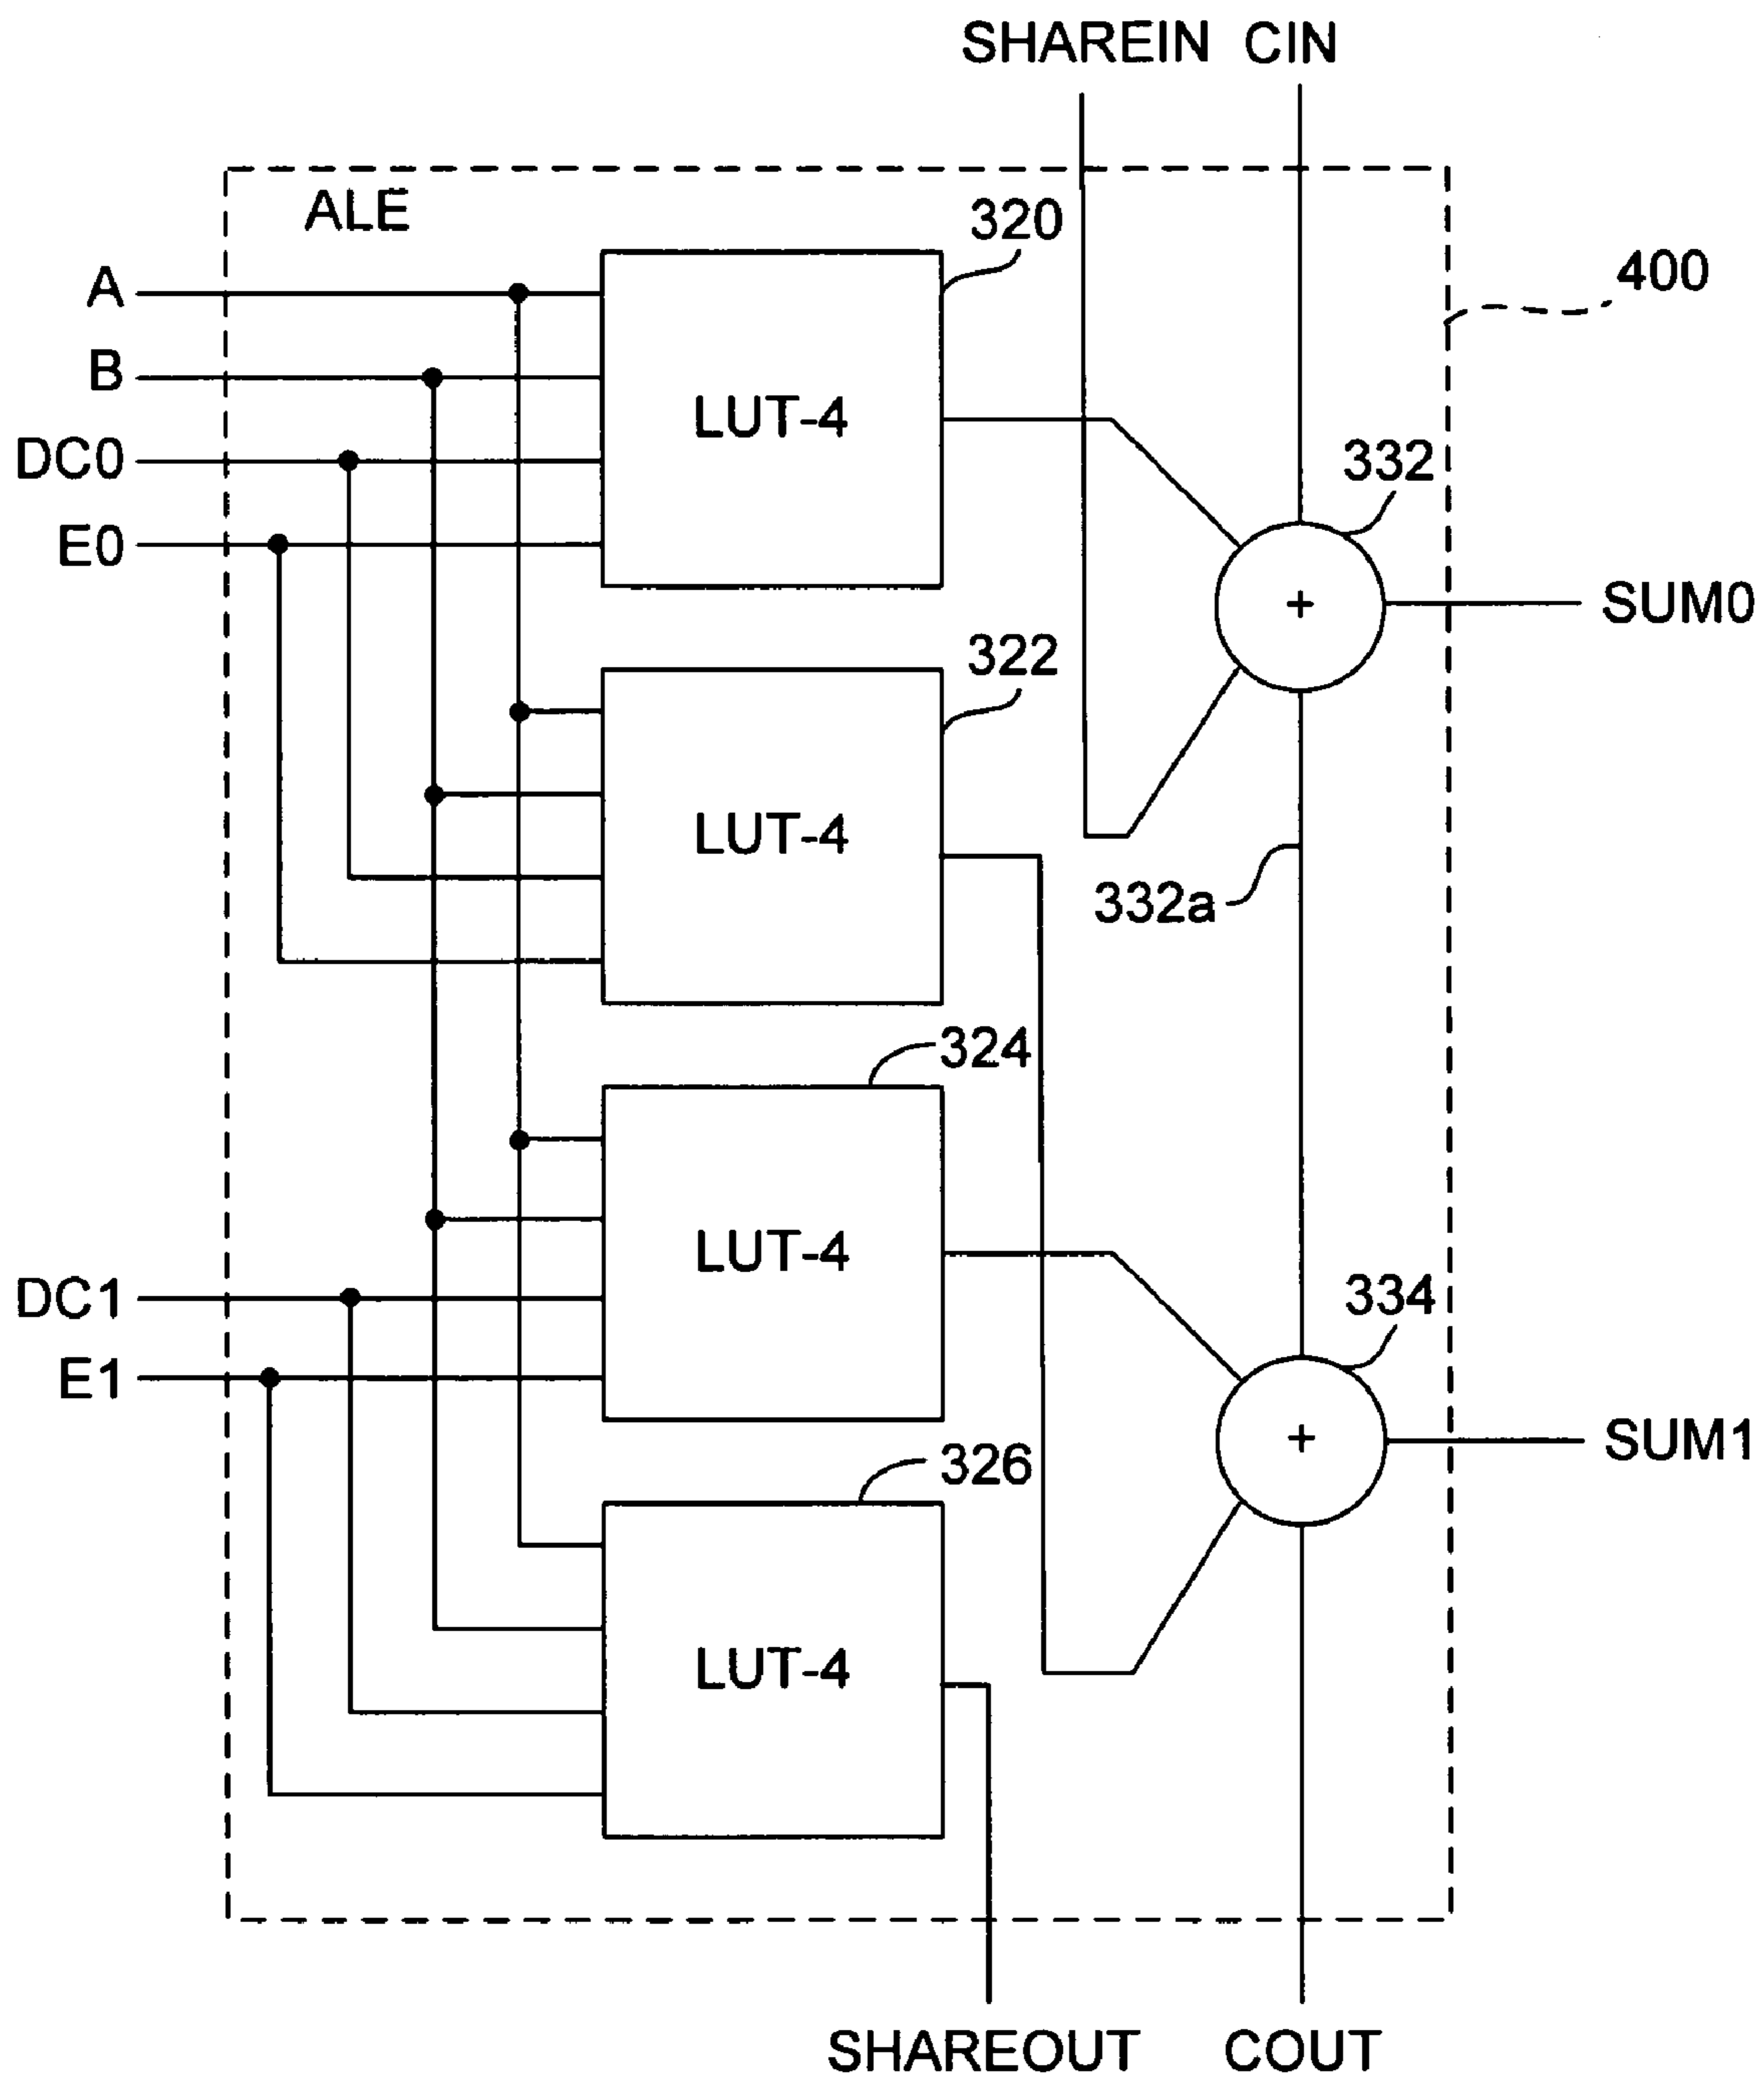 SHAREIN CIN
ALE
320
A
400
B
LUT-4
DC0
332
E0
+
SUM0
322
LUT-4
332a
324
LUT-4
DC1
334
E1
+
SUM1
326
LUT-4
SHAREOUT COUT